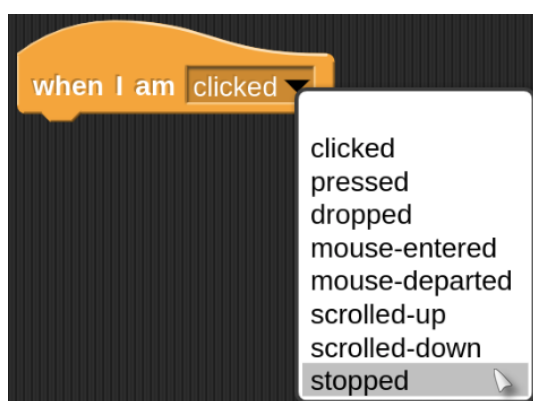 when I am clicked
clicked
pressed
dropped
mouse-entered
mouse-departed
scrolled-up
scrolled-down
stopped